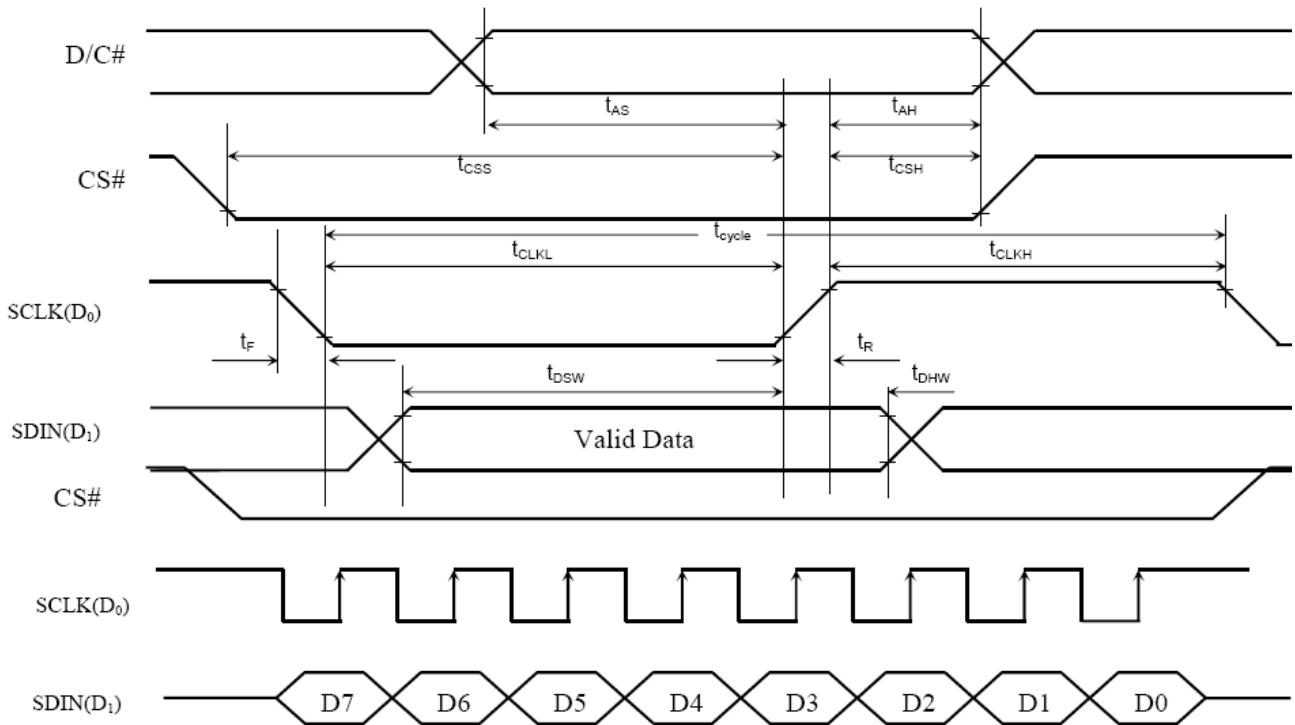 D/C#
tAS
tAH
CS#
tCSS
tCSH
tcycle
tCLKL
tCLKH
SCLK(D0)
tF
tR
tDSW
tDHW
SDIN(D1)
Valid Data
CS#
SCLK(D0)
SDIN(D1)
D7 D6 D5 D4 D3 D2 D1 D0